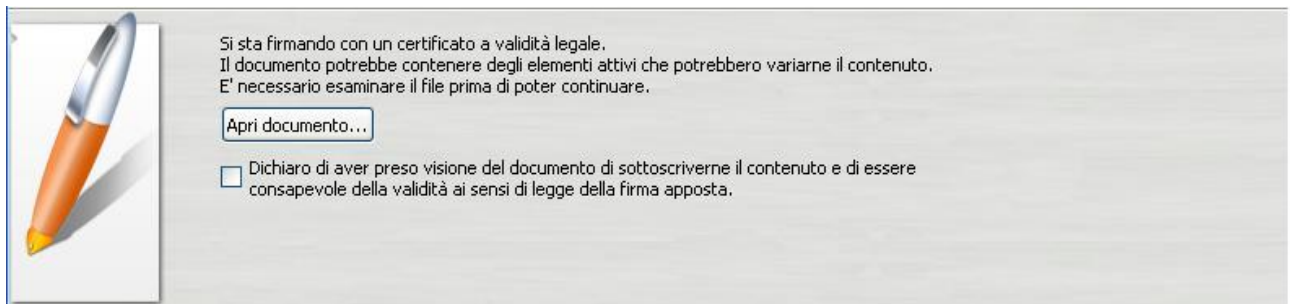 Si sta firmando con un certificato a validità legale.
Il documento potrebbe contenere degli elementi attivi che potrebbero variarne il contenuto.
E' necessario esaminare il file prima di poter continuare.
Apri documento...
Dichiaro di aver preso visione del documento di sottoscriverne il contenuto e di essere
consapevole della validità ai sensi di legge della firma apposta.